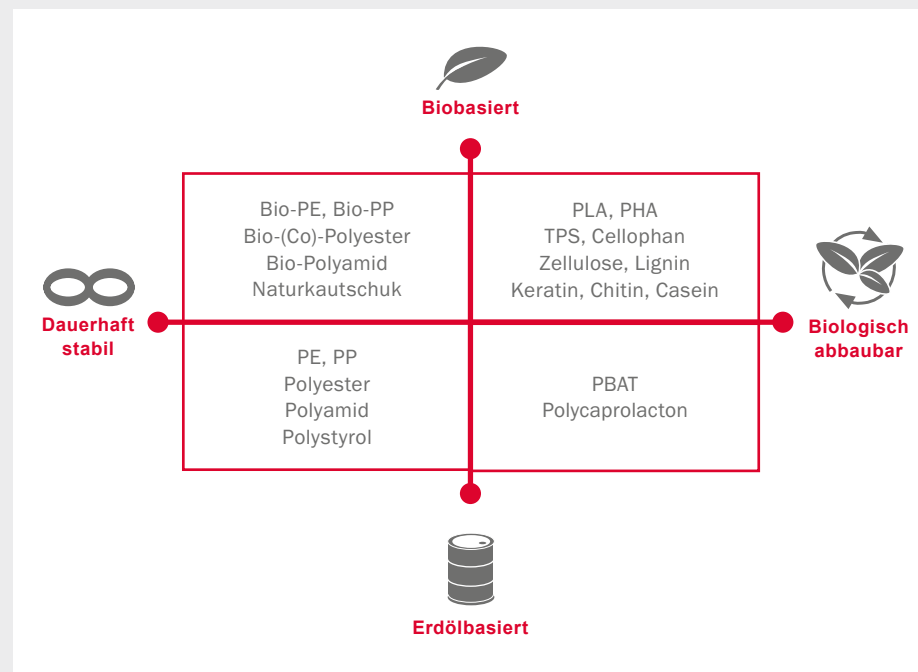 Biobasiert
Bio-PE, Bio-PP
Bio-(Co)-Polyester
Bio-Polyamid
Naturkautschuk
PLA, PHA
TPS, Cellophan
Zellulose, Lignin
Keratin, Chitin, Casein
Dauerhaft
stabil
Biologisch
abbaubar
PE, PP
Polyester
Polyamid
Polystyrol
PBAT
Polycaprolacton
Erdölbasiert